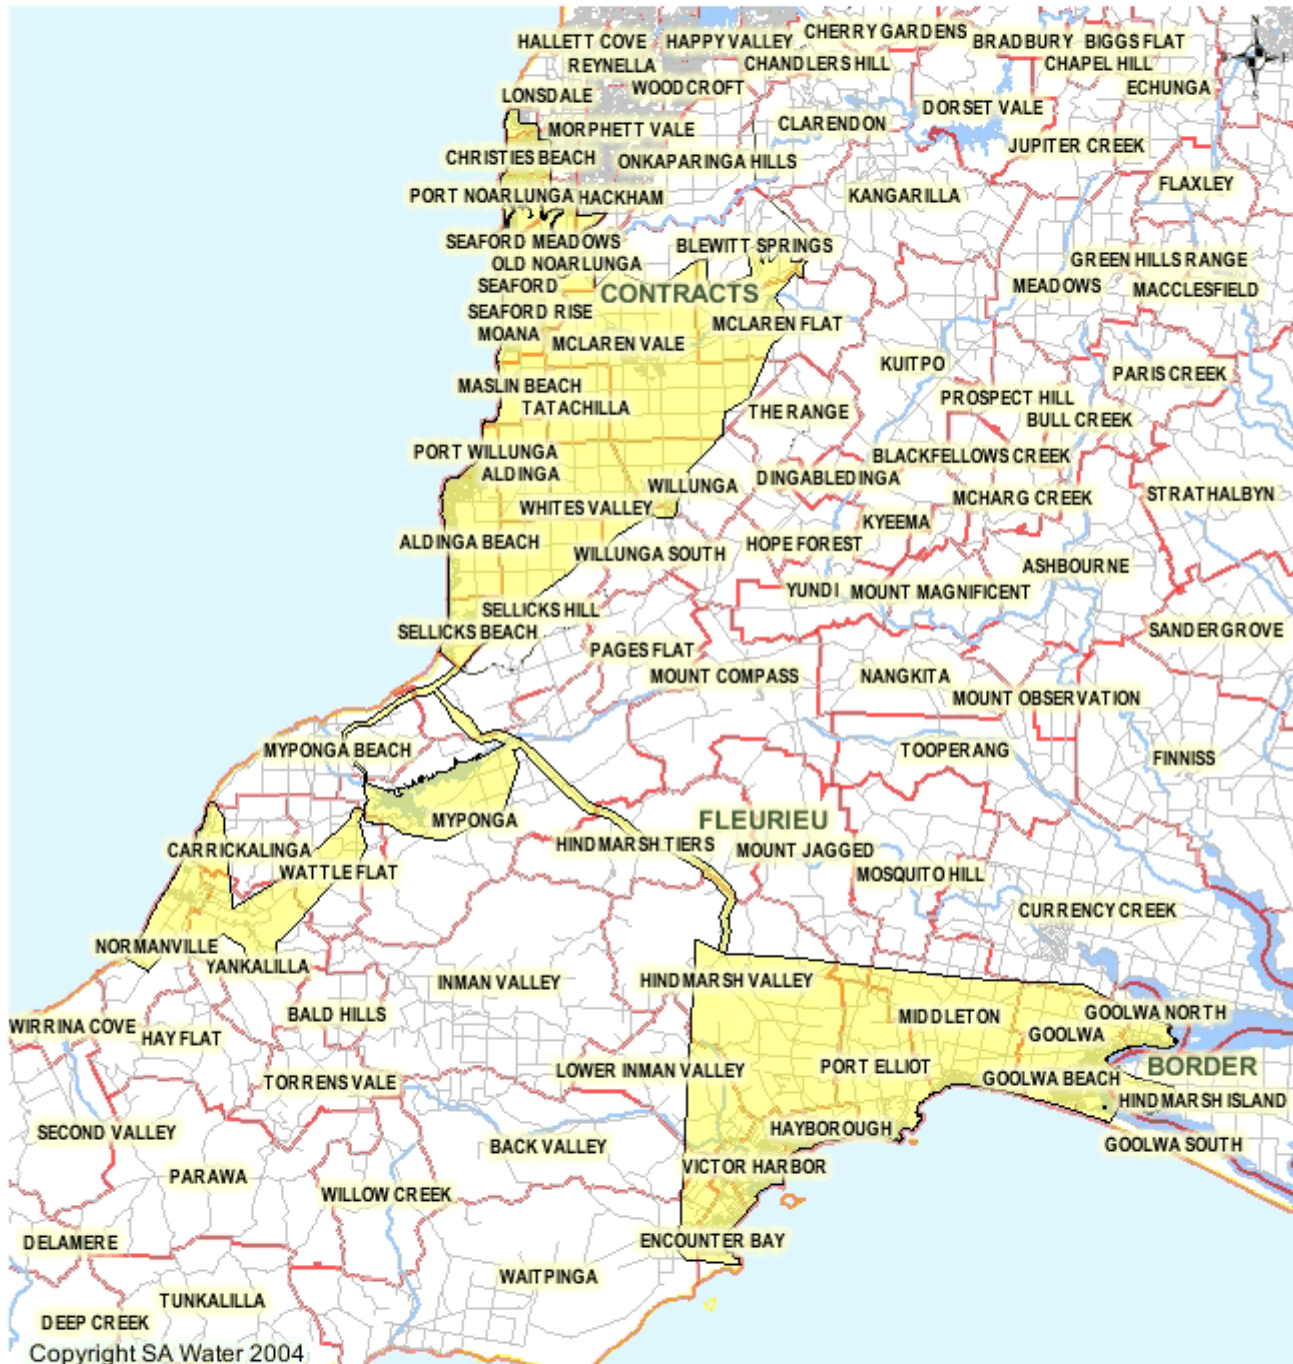 HALLETT COVE HAPPY VALLEY CHERRY GARDENS BRADBURY BIGGS FLAT
REYNELLA CHANDLERS HILL CHAPEL HILL
LONSDALE WOODCROFT ECHUNGA
MORPHETT VALE CLARENDON DORSET VALE
CHRISTIES BEACH ONKAPARINGA HILLS JUPITER CREEK
PORT NOARLUNGA HACKHAM KANGARILLA FLAXLEY
SEAFORD MEADOWS BLEWITT SPRINGS
OLD NOARLUNGA GREEN HILLS RANGE
SEAFORD CONTRACTS MEADOWS MACCLESFIELD
SEAFORD RISE MCLAREN FLAT
MOANA MCLAREN VALE
KUITPO PARIS CREEK
MASLIN BEACH PROSPECT HILL
TATACHILLA THE RANGE BULL CREEK
PORT WILLUNGA BLACKFELLOWS CREEK
ALDINGA WILLUNGA DINGABLEDINGA
WHITES VALLEY MCHARG CREEK STRATHALBYN
KYEEMA
ALDINGA BEACH WILLUNGA SOUTH HOPE FOREST
ASHBOURNE
YUNDI MOUNT MAGNIFICENT
SELLICKS HILL
SELLICKS BEACH SANDERGROVE
PAGES FLAT
MOUNT COMPASS NANGKITA
MOUNT OBSERVATION
MYPONGA BEACH TOOPERANG FINNISS
MYPONGA FLEURIEU
CARRICKALINGA HINDMARSH TIERS MOUNT JAGGED
WATTLE FLAT MOSQUITO HILL
CURRENCY CREEK
NORMANVILLE
YANKALILLA
INMAN VALLEY HINDMARSH VALLEY
WIRRINA COVE BALD HILLS MIDDLETON GOOLWA NORTH
HAY FLAT GOOLWA
LOWER INMAN VALLEY PORT ELLIOT BORDER
TORRENS VALE GOOLWA BEACH
HINDMARSH ISLAND
SECOND VALLEY HAYBOROUGH
BACK VALLEY GOOLWA SOUTH
PARAWA VICTOR HARBOR
WILLOW CREEK
DELAMERE ENCOUNTER BAY
WAITPINGA
TUNKALILLA
DEEP CREEK
Copyright SA Water 2004